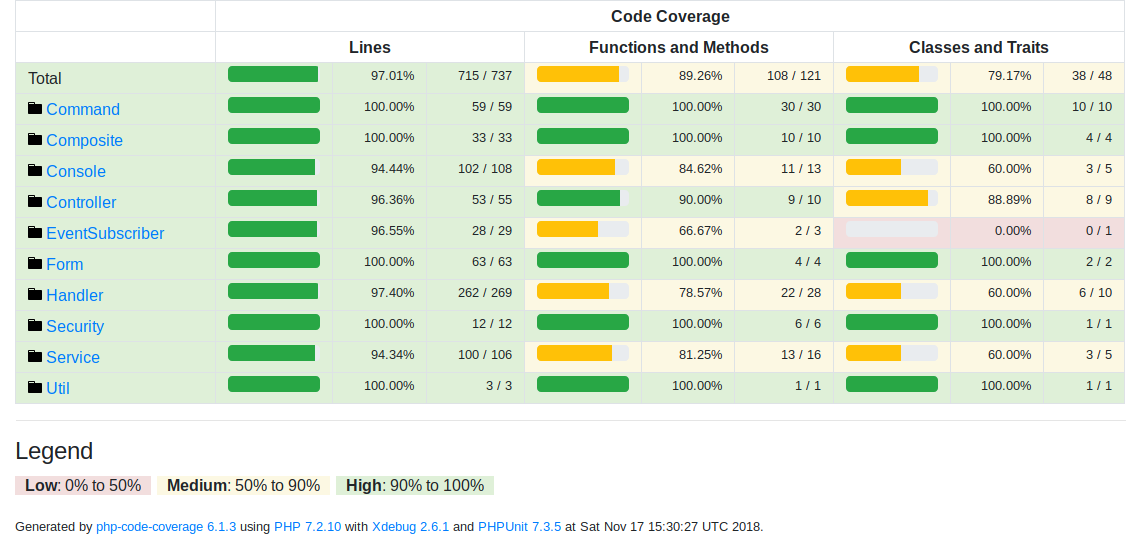 Code Coverage
Lines Functions and Methods Classes and Traits
Total 97.01% 715 / 737 89.26% 108 / 121 79.17% 38 / 48
Command 100.00% 59 / 59 100.00% 30 / 30 100.00% 10 / 10
Composite 100.00% 33 / 33 100.00% 10 / 10 100.00% 4 / 4
Console 94.44% 102 / 108 84.62% 11 / 13 60.00% 3 / 5
Controller 96.36% 53 / 55 90.00% 9 / 10 88.89% 8 / 9
EventSubscriber 96.55% 28 / 29 66.67% 2 / 3 0.00% 0 / 1
Form 100.00% 63 / 63 100.00% 4 / 4 100.00% 2 / 2
Handler 97.40% 262 / 269 78.57% 22 / 28 60.00% 6 / 10
Security 100.00% 12 / 12 100.00% 6 / 6 100.00% 1 / 1
Service 94.34% 100 / 106 81.25% 13 / 16 60.00% 3 / 5
Util 100.00% 3 / 3 100.00% 1 / 1 100.00% 1 / 1
Legend
Low: 0% to 50% Medium: 50% to 90% High: 90% to 100%
Generated by php-code-coverage 6.1.3 using PHP 7.2.10 with Xdebug 2.6.1 and PHPUnit 7.3.5 at Sat Nov 17 15:30:27 UTC 2018.